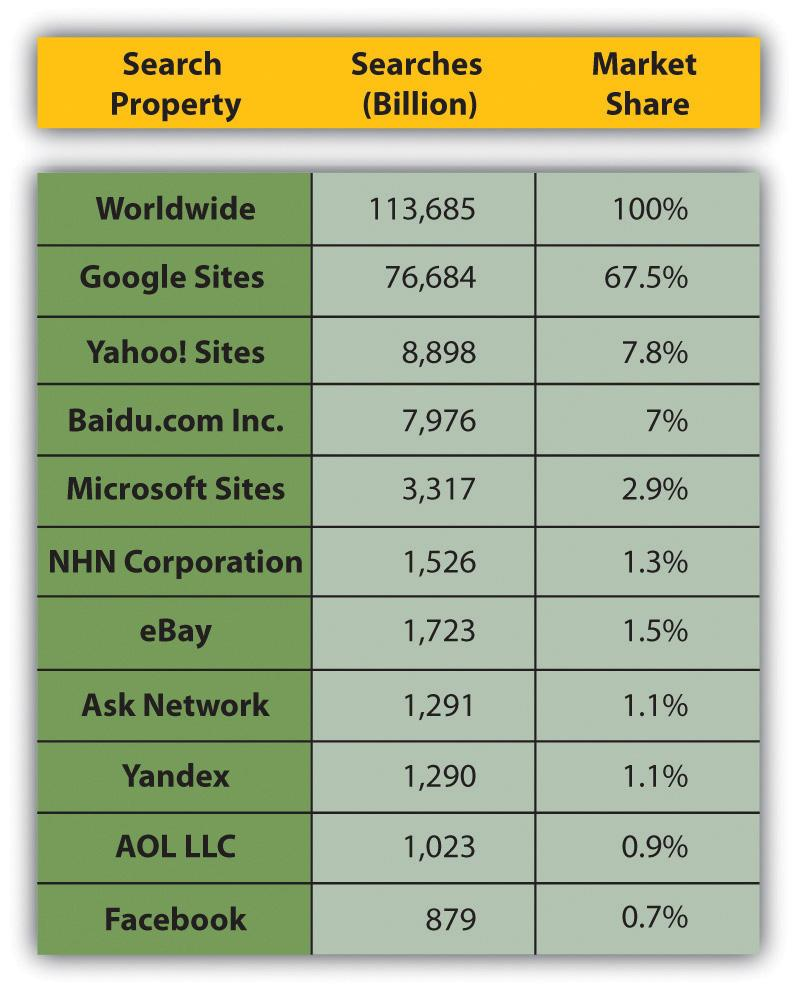 Search Property Searches (Billion) Market Share
Worldwide 113,685 100%
Google Sites 76,684 67.5%
Yahoo! Sites 8,898 7.8%
Baidu.com Inc. 7,976 7%
Microsoft Sites 3,317 2.9%
NHN Corporation 1,526 1.3%
eBay 1,723 1.5%
Ask Network 1,291 1.1%
Yandex 1,290 1.1%
AOL LLC 1,023 0.9%
Facebook 879 0.7%